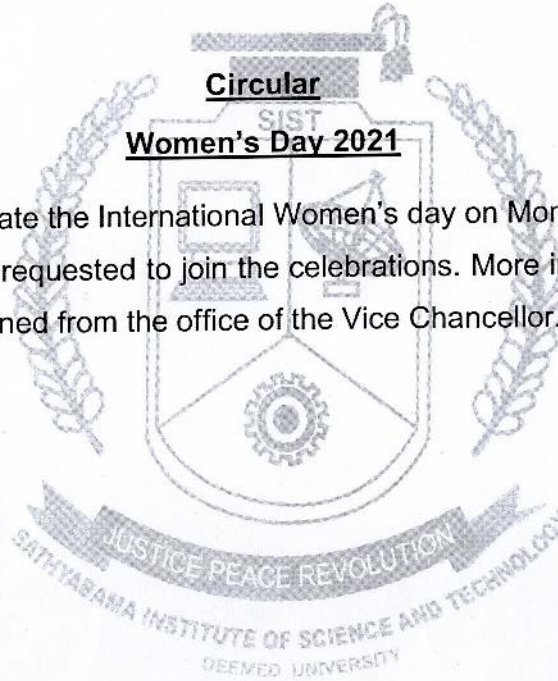 Circular
SIST
Women's Day 2021
ate the International Women's day on Mon
requested to join the celebrations. More i
ned from the office of the Vice Chancellor.
JUSTICE PEACE REVOLUTION
SATHYABAMA INSTITUTE OF SCIENCE AND TECHNOLOGY
DEEMED UNIVERSITY